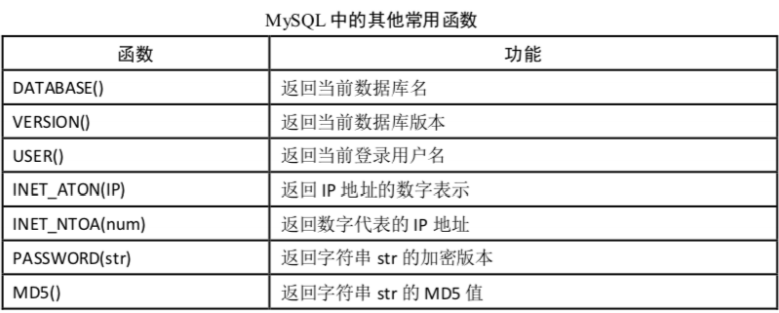 MySQL 中的其他常用函数
函数 功能
DATABASE() 返回当前数据库名
VERSION() 返回当前数据库版本
USER() 返回当前登录用户名
INET_ATON(IP) 返回 IP 地址的数字表示
INET_NTOA(num) 返回数字代表的 IP 地址
PASSWORD(str) 返回字符串 str 的加密版本
MD5() 返回字符串 str 的 MD5 值